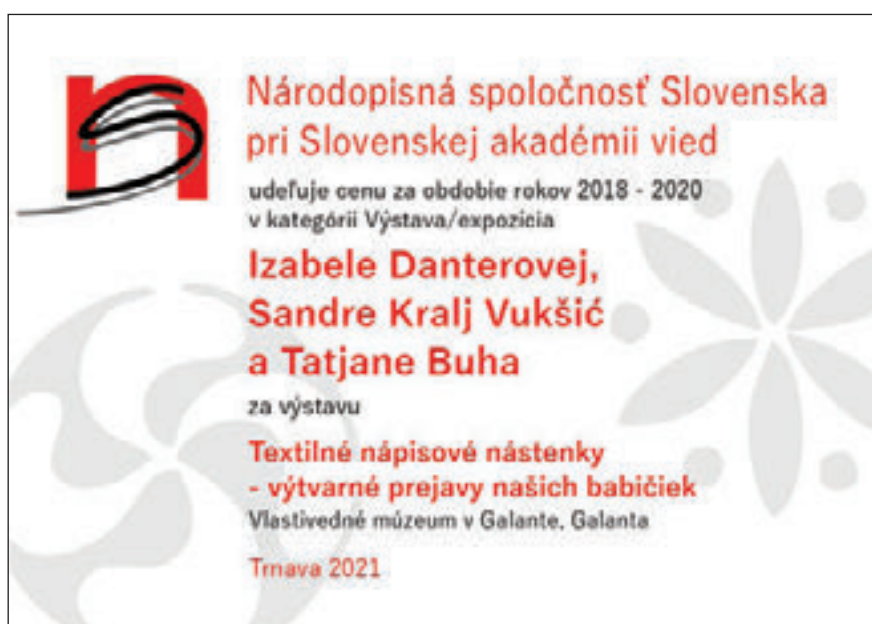 Národopisná spoločnosť Slovenska
pri Slovenskej akadémii vied
udeľuje cenu za obdobie rokov 2018 - 2020
v kategórii Výstava/expozícia
Izabele Danterovej,
Sandre Kralj Vukšić
a Tatjane Buha
za výstavu
Textilné nápisové nástenky
- výtvarné prejavy našich babičiek
Vlastivedné múzeum v Galante, Galanta
Trnava 2021